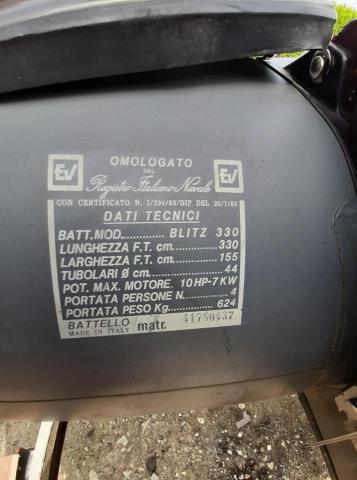 EV OMOLOGATO EV
DAL
Registro Italiano Navale
CON CERTIFICATO N. I/294/83/DIP DEL 20/7/83
DATI TECNICI
BATT.MOD............. BLITZ 330
LUNGHEZZA F.T. cm..........330
LARGHEZZA F.T. cm..........155
TUBOLARI Ø cm................44
POT. MAX. MOTORE. 10HP-7KW
PORTATA PERSONE N..........4
PORTATA PESO Kg..........624
BATTELLO matr.
MADE IN ITALY